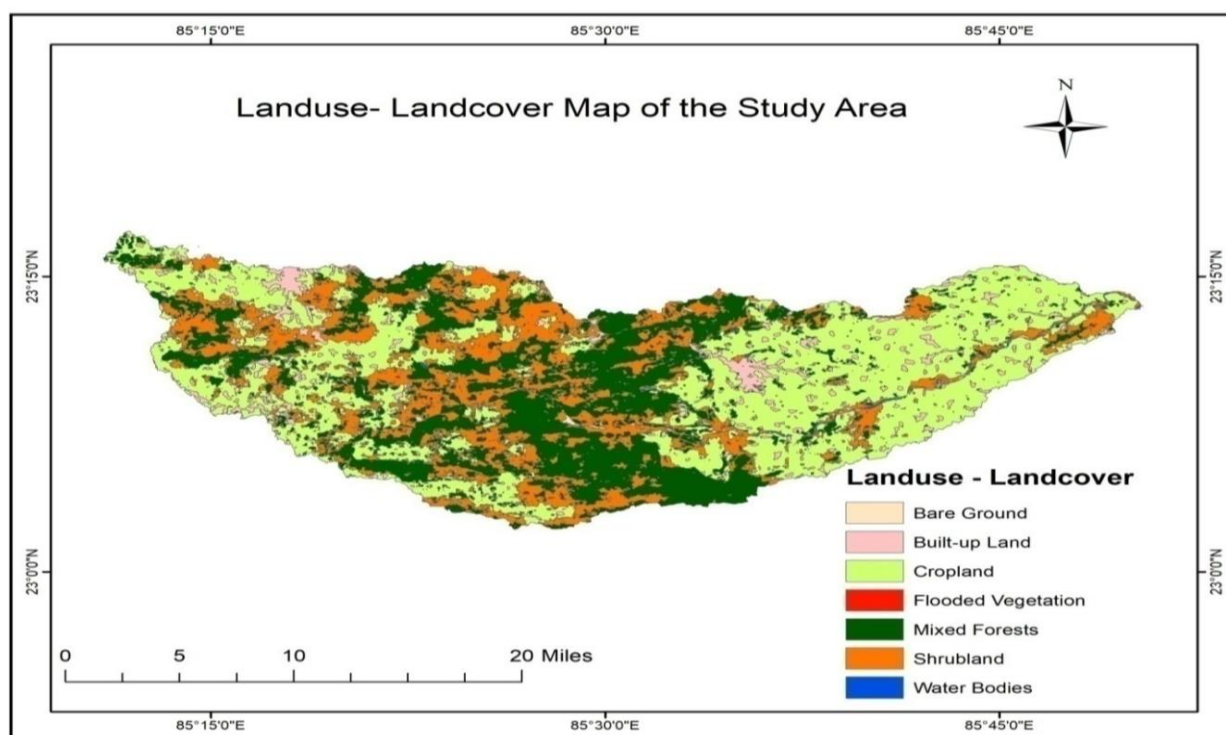 85°15'0"E 85°30'0"E 85°45'0"E
N
Landuse- Landcover Map of the Study Area
23°15'0"N 23°15'0"N
Landuse - Landcover
Bare Ground
Built-up Land
Cropland
23°0'0"N 23°0'0"N
Flooded Vegetation
Mixed Forests
0 5 10 20 Miles
Shrubland
Water Bodies
85°15'0"E 85°30'0"E 85°45'0"E